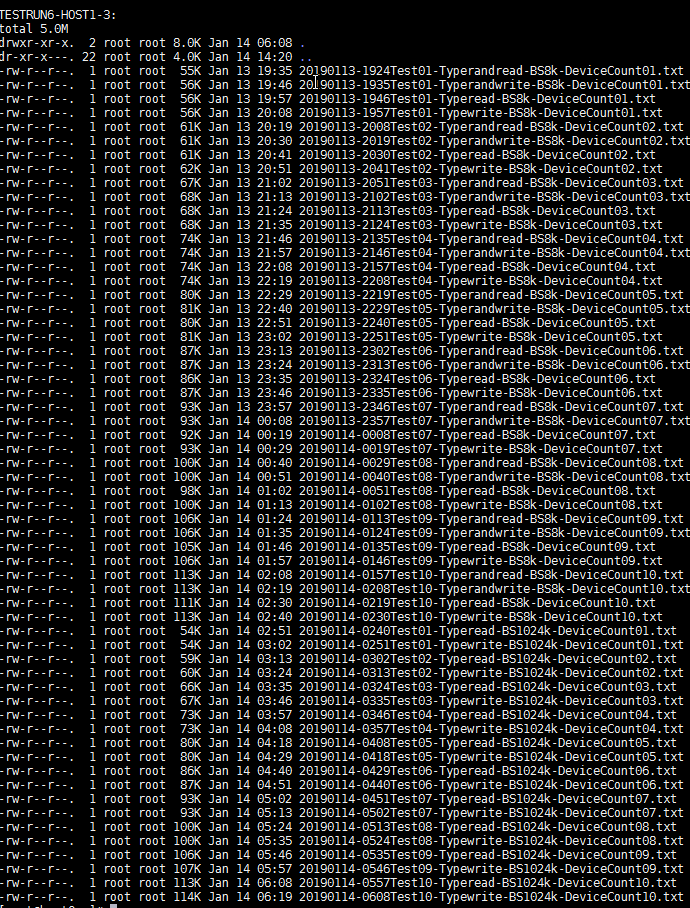 TESTRUN6-HOST1-3:
total 5.0M
drwxr-xr-x.  2 root root 8.0K Jan 14 06:08 .
dr-xr-x---. 22 root root 4.0K Jan 14 14:20 ..
-rw-r--r--.  1 root root  55K Jan 13 19:35 20190113-1924Test01-Typerandread-BS8k-DeviceCount01.txt
-rw-r--r--.  1 root root  56K Jan 13 19:46 20190113-1935Test01-Typerandwrite-BS8k-DeviceCount01.txt
-rw-r--r--.  1 root root  56K Jan 13 19:57 20190113-1946Test01-Typeread-BS8k-DeviceCount01.txt
-rw-r--r--.  1 root root  56K Jan 13 20:08 20190113-1957Test01-Typewrite-BS8k-DeviceCount01.txt
-rw-r--r--.  1 root root  61K Jan 13 20:19 20190113-2008Test02-Typerandread-BS8k-DeviceCount02.txt
-rw-r--r--.  1 root root  61K Jan 13 20:30 20190113-2019Test02-Typerandwrite-BS8k-DeviceCount02.txt
-rw-r--r--.  1 root root  61K Jan 13 20:41 20190113-2030Test02-Typeread-BS8k-DeviceCount02.txt
-rw-r--r--.  1 root root  62K Jan 13 20:51 20190113-2041Test02-Typewrite-BS8k-DeviceCount02.txt
-rw-r--r--.  1 root root  67K Jan 13 21:02 20190113-2051Test03-Typerandread-BS8k-DeviceCount03.txt
-rw-r--r--.  1 root root  68K Jan 13 21:13 20190113-2102Test03-Typerandwrite-BS8k-DeviceCount03.txt
-rw-r--r--.  1 root root  68K Jan 13 21:24 20190113-2113Test03-Typeread-BS8k-DeviceCount03.txt
-rw-r--r--.  1 root root  68K Jan 13 21:35 20190113-2124Test03-Typewrite-BS8k-DeviceCount03.txt
-rw-r--r--.  1 root root  74K Jan 13 21:46 20190113-2135Test04-Typerandread-BS8k-DeviceCount04.txt
-rw-r--r--.  1 root root  74K Jan 13 21:57 20190113-2146Test04-Typerandwrite-BS8k-DeviceCount04.txt
-rw-r--r--.  1 root root  74K Jan 13 22:08 20190113-2157Test04-Typeread-BS8k-DeviceCount04.txt
-rw-r--r--.  1 root root  74K Jan 13 22:19 20190113-2208Test04-Typewrite-BS8k-DeviceCount04.txt
-rw-r--r--.  1 root root  80K Jan 13 22:29 20190113-2219Test05-Typerandread-BS8k-DeviceCount05.txt
-rw-r--r--.  1 root root  81K Jan 13 22:40 20190113-2229Test05-Typerandwrite-BS8k-DeviceCount05.txt
-rw-r--r--.  1 root root  80K Jan 13 22:51 20190113-2240Test05-Typeread-BS8k-DeviceCount05.txt
-rw-r--r--.  1 root root  81K Jan 13 23:02 20190113-2251Test05-Typewrite-BS8k-DeviceCount05.txt
-rw-r--r--.  1 root root  87K Jan 13 23:13 20190113-2302Test06-Typerandread-BS8k-DeviceCount06.txt
-rw-r--r--.  1 root root  87K Jan 13 23:24 20190113-2313Test06-Typerandwrite-BS8k-DeviceCount06.txt
-rw-r--r--.  1 root root  86K Jan 13 23:35 20190113-2324Test06-Typeread-BS8k-DeviceCount06.txt
-rw-r--r--.  1 root root  87K Jan 13 23:46 20190113-2335Test06-Typewrite-BS8k-DeviceCount06.txt
-rw-r--r--.  1 root root  93K Jan 13 23:57 20190113-2346Test07-Typerandread-BS8k-DeviceCount07.txt
-rw-r--r--.  1 root root  93K Jan 14 00:08 20190113-2357Test07-Typerandwrite-BS8k-DeviceCount07.txt
-rw-r--r--.  1 root root  92K Jan 14 00:19 20190114-0008Test07-Typeread-BS8k-DeviceCount07.txt
-rw-r--r--.  1 root root  93K Jan 14 00:29 20190114-0019Test07-Typewrite-BS8k-DeviceCount07.txt
-rw-r--r--.  1 root root 100K Jan 14 00:40 20190114-0029Test08-Typerandread-BS8k-DeviceCount08.txt
-rw-r--r--.  1 root root 100K Jan 14 00:51 20190114-0040Test08-Typerandwrite-BS8k-DeviceCount08.txt
-rw-r--r--.  1 root root  98K Jan 14 01:02 20190114-0051Test08-Typeread-BS8k-DeviceCount08.txt
-rw-r--r--.  1 root root 100K Jan 14 01:13 20190114-0102Test08-Typewrite-BS8k-DeviceCount08.txt
-rw-r--r--.  1 root root 106K Jan 14 01:24 20190114-0113Test09-Typerandread-BS8k-DeviceCount09.txt
-rw-r--r--.  1 root root 106K Jan 14 01:35 20190114-0124Test09-Typerandwrite-BS8k-DeviceCount09.txt
-rw-r--r--.  1 root root 105K Jan 14 01:46 20190114-0135Test09-Typeread-BS8k-DeviceCount09.txt
-rw-r--r--.  1 root root 106K Jan 14 01:57 20190114-0146Test09-Typewrite-BS8k-DeviceCount09.txt
-rw-r--r--.  1 root root 113K Jan 14 02:08 20190114-0157Test10-Typerandread-BS8k-DeviceCount10.txt
-rw-r--r--.  1 root root 113K Jan 14 02:19 20190114-0208Test10-Typerandwrite-BS8k-DeviceCount10.txt
-rw-r--r--.  1 root root 111K Jan 14 02:30 20190114-0219Test10-Typeread-BS8k-DeviceCount10.txt
-rw-r--r--.  1 root root 113K Jan 14 02:40 20190114-0230Test10-Typewrite-BS8k-DeviceCount10.txt
-rw-r--r--.  1 root root  54K Jan 14 02:51 20190114-0240Test01-Typeread-BS1024k-DeviceCount01.txt
-rw-r--r--.  1 root root  54K Jan 14 03:02 20190114-0251Test01-Typewrite-BS1024k-DeviceCount01.txt
-rw-r--r--.  1 root root  59K Jan 14 03:13 20190114-0302Test02-Typeread-BS1024k-DeviceCount02.txt
-rw-r--r--.  1 root root  60K Jan 14 03:24 20190114-0313Test02-Typewrite-BS1024k-DeviceCount02.txt
-rw-r--r--.  1 root root  66K Jan 14 03:35 20190114-0324Test03-Typeread-BS1024k-DeviceCount03.txt
-rw-r--r--.  1 root root  67K Jan 14 03:46 20190114-0335Test03-Typewrite-BS1024k-DeviceCount03.txt
-rw-r--r--.  1 root root  73K Jan 14 03:57 20190114-0346Test04-Typeread-BS1024k-DeviceCount04.txt
-rw-r--r--.  1 root root  73K Jan 14 04:08 20190114-0357Test04-Typewrite-BS1024k-DeviceCount04.txt
-rw-r--r--.  1 root root  80K Jan 14 04:18 20190114-0408Test05-Typeread-BS1024k-DeviceCount05.txt
-rw-r--r--.  1 root root  80K Jan 14 04:29 20190114-0418Test05-Typewrite-BS1024k-DeviceCount05.txt
-rw-r--r--.  1 root root  86K Jan 14 04:40 20190114-0429Test06-Typeread-BS1024k-DeviceCount06.txt
-rw-r--r--.  1 root root  87K Jan 14 04:51 20190114-0440Test06-Typewrite-BS1024k-DeviceCount06.txt
-rw-r--r--.  1 root root  93K Jan 14 05:02 20190114-0451Test07-Typeread-BS1024k-DeviceCount07.txt
-rw-r--r--.  1 root root  93K Jan 14 05:13 20190114-0502Test07-Typewrite-BS1024k-DeviceCount07.txt
-rw-r--r--.  1 root root 100K Jan 14 05:24 20190114-0513Test08-Typeread-BS1024k-DeviceCount08.txt
-rw-r--r--.  1 root root 100K Jan 14 05:35 20190114-0524Test08-Typewrite-BS1024k-DeviceCount08.txt
-rw-r--r--.  1 root root 106K Jan 14 05:46 20190114-0535Test09-Typeread-BS1024k-DeviceCount09.txt
-rw-r--r--.  1 root root 107K Jan 14 05:57 20190114-0546Test09-Typewrite-BS1024k-DeviceCount09.txt
-rw-r--r--.  1 root root 113K Jan 14 06:08 20190114-0557Test10-Typeread-BS1024k-DeviceCount10.txt
-rw-r--r--.  1 root root 114K Jan 14 06:19 20190114-0608Test10-Typewrite-BS1024k-DeviceCount10.txt